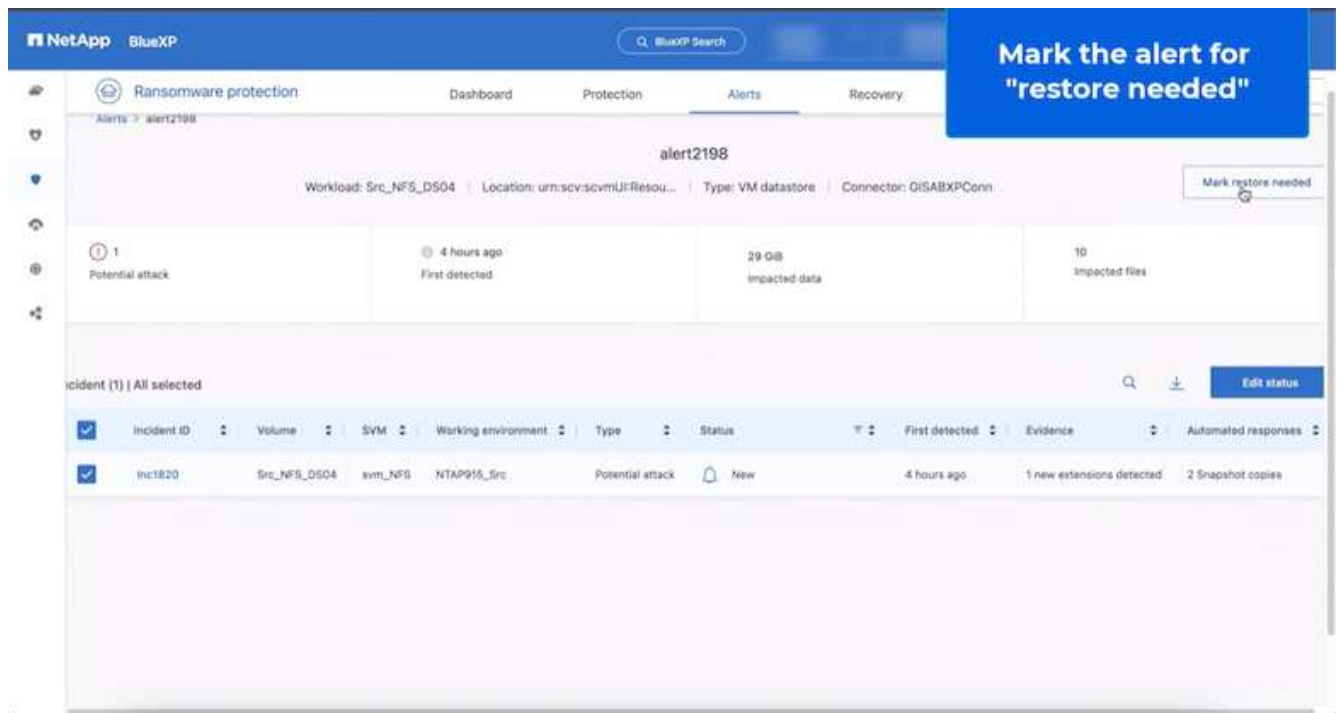 NetApp BlueXP
BlueXP Search
Mark the alert for
"restore needed"
Ransomware protection
Dashboard Protection Alerts Recovery
Alerts > alert2198
alert2198
Workload: Src_NFS_DS04 Location: urn:scv:scvmUI:Resou... Type: VM datastore Connector: GISABXPConn
Mark restore needed
1
Potential attack
4 hours ago
First detected
29 GiB
Impacted data
10
Impacted files
ncident (1) | All selected
Edit status
Incident ID Volume SVM Working environment Type Status First detected Evidence Automated responses
Inc1820 Src_NFS_DS04 svm_NFS NTAP915_Src Potential attack New 4 hours ago 1 new extensions detected 2 Snapshot copies